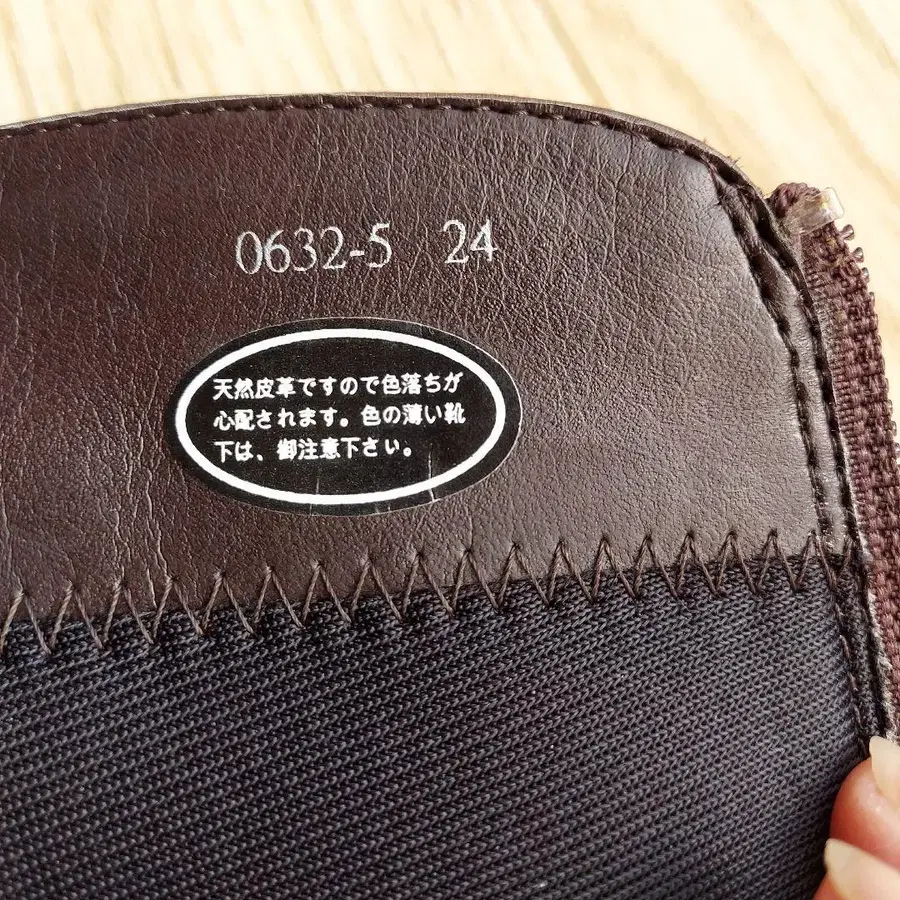 0632-5 24
天然皮革ですので色落ちが
心配されます。色の薄い靴
下は、御注意下さい。